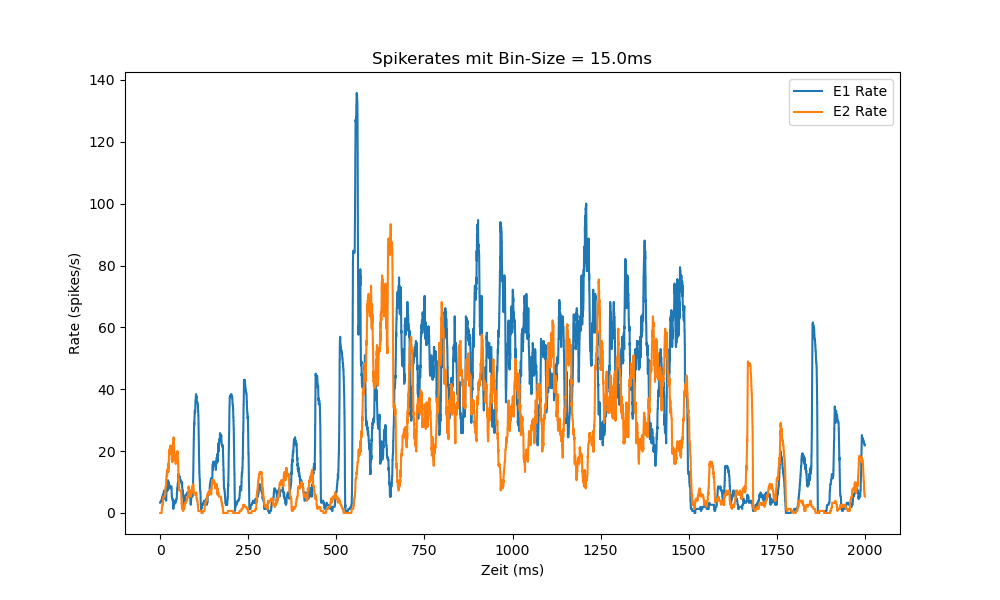 Spikerates mit Bin-Size = 15.0ms
E1 Rate
E2 Rate
140
120
100
80
60
40
20
0
Rate (spikes/s)
0 250 500 750 1000 1250 1500 1750 2000
Zeit (ms)